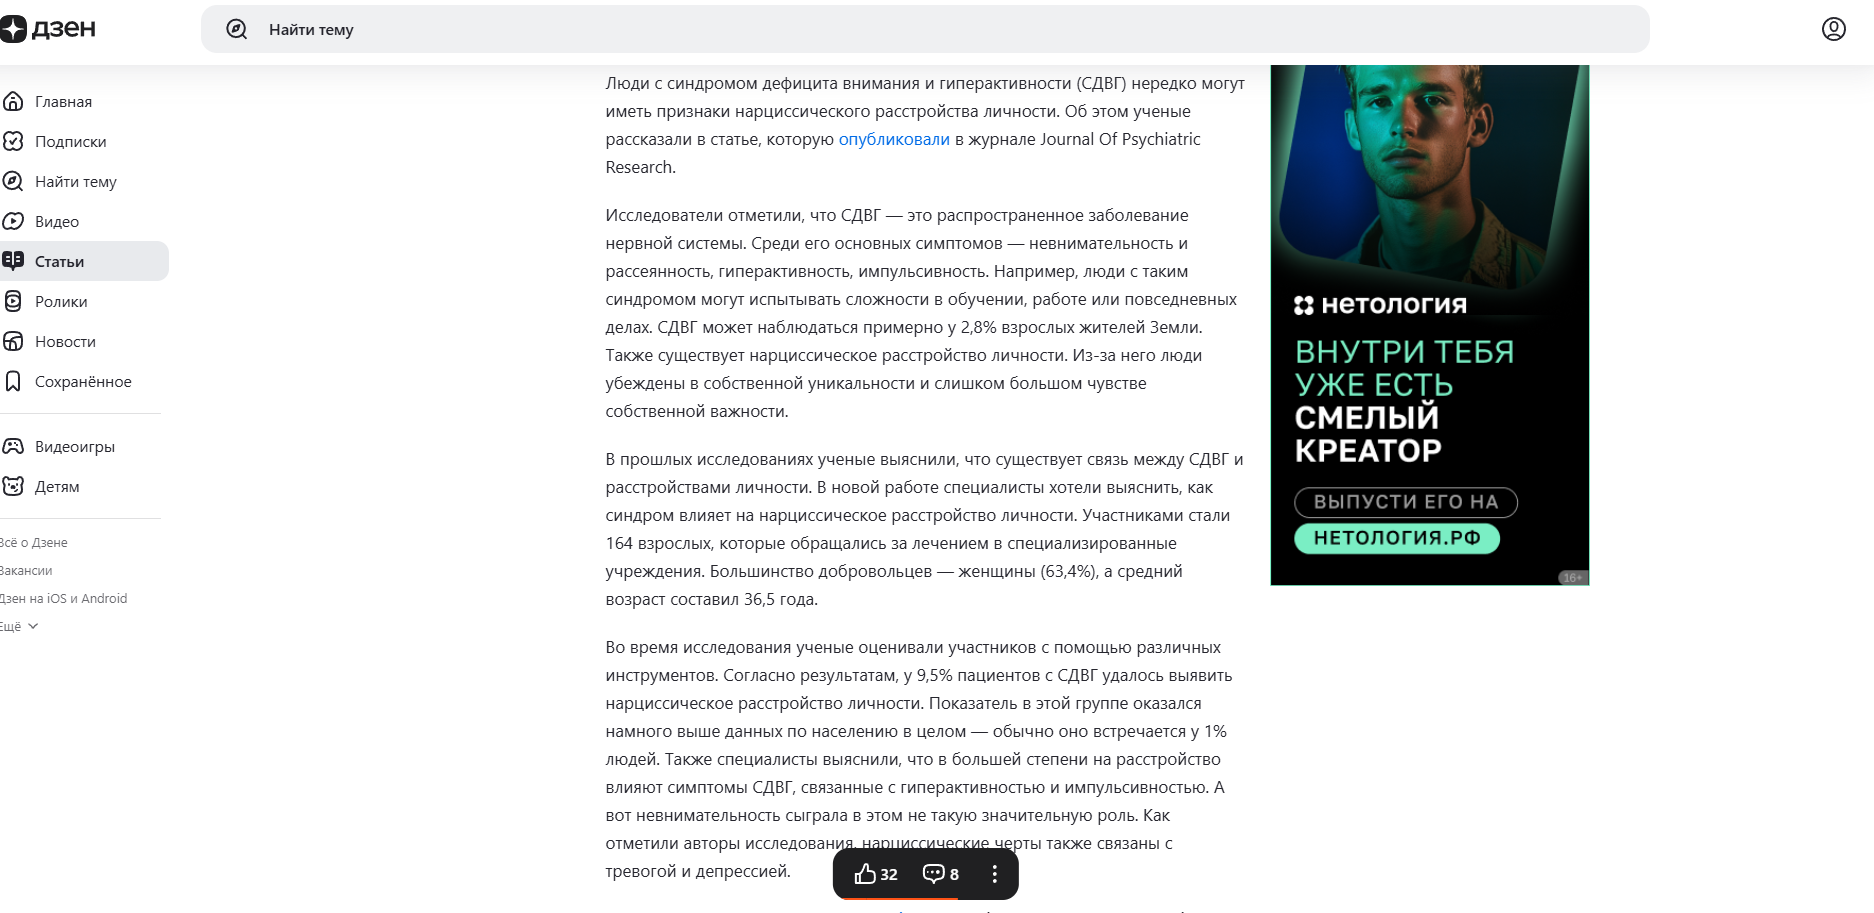 дзен
Найти тему
Главная
Подписки
Найти тему
Видео
Статьи
Ролики
Новости
Сохранённое
Видеоигры
Детям
Всё о Дзене
Вакансии
Дзен на iOS и Android
Ещё
Люди с синдромом дефицита внимания и гиперактивности (СДВГ) нередко могут
иметь признаки нарциссического расстройства личности. Об этом ученые
рассказали в статье, которую опубликовали в журнале Journal Of Psychiatric
Research.
Исследователи отметили, что СДВГ — это распространенное заболевание
нервной системы. Среди его основных симптомов — невнимательность и
рассеянность, гиперактивность, импульсивность. Например, люди с таким
синдромом могут испытывать сложности в обучении, работе или повседневных
делах. СДВГ может наблюдаться примерно у 2,8% взрослых жителей Земли.
Также существует нарциссическое расстройство личности. Из-за него люди
убеждены в собственной уникальности и слишком большом чувстве
собственной важности.
В прошлых исследованиях ученые выяснили, что существует связь между СДВГ и
расстройствами личности. В новой работе специалисты хотели выяснить, как
синдром влияет на нарциссическое расстройство личности. Участниками стали
164 взрослых, которые обращались за лечением в специализированные
учреждения. Большинство добровольцев — женщины (63,4%), а средний
возраст составил 36,5 года.
Во время исследования ученые оценивали участников с помощью различных
инструментов. Согласно результатам, у 9,5% пациентов с СДВГ удалось выявить
нарциссическое расстройство личности. Показатель в этой группе оказался
намного выше данных по населению в целом — обычно оно встречается у 1%
людей. Также специалисты выяснили, что в большей степени на расстройство
влияют симптомы СДВГ, связанные с гиперактивностью и импульсивностью. А
вот невнимательность сыграла в этом не такую значительную роль. Как
отметили авторы исследования, нарциссические черты также связаны с
тревогой и депрессией.
32 8
нетология
ВНУТРИ ТЕБЯ
УЖЕ ЕСТЬ
СМЕЛЫЙ
КРЕАТОР
ВЫПУСТИ ЕГО НА
НЕТОЛОГИЯ.РФ
16+